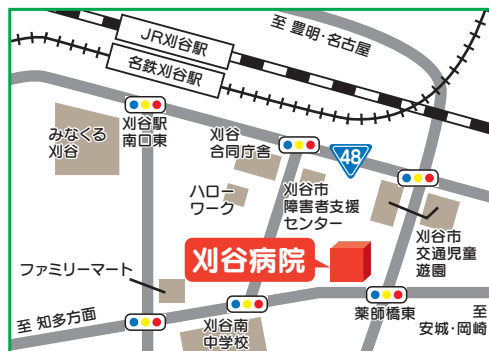 至 豊明・名古屋
JR刈谷駅
名鉄刈谷駅
みなくる
刈谷
刈谷駅
南口東
刈谷
合同庁舎
48
ハロー
ワーク
刈谷市
障害者支援
センター
刈谷市
交通児童
遊園
刈谷病院
ファミリーマート
至 知多方面
刈谷南
中学校
薬師橋東
至
安城・岡崎